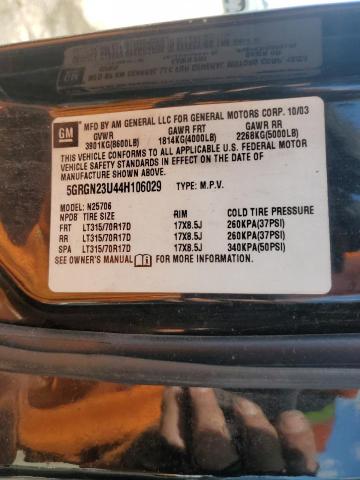 GM
MFD BY AM GENERAL LLC FOR GENERAL MOTORS CORP. 10/03
GVWR GAWR FRT GAWR RR
3901KG(8600LB) 1814KG(4000LB) 2268KG(5000LB)
THIS VEHICLE CONFORMS TO ALL APPLICABLE U.S. FEDERAL MOTOR
VEHICLE SAFETY STANDARDS IN EFFECT ON THE DATE OF
MANUFACTURE SHOWN ABOVE.
5GRGN23U44H106029 TYPE: M.P.V.
MODEL: N25706
NPDB TIRE SIZE RIM COLD TIRE PRESSURE
FRT LT315/70R17D 17X8.5J 260KPA(37PSI)
RR LT315/70R17D 17X8.5J 260KPA(37PSI)
SPA LT315/70R17D 17X8.5J 340KPA(50PSI)
SEE OWNER'S MANUAL FOR MORE INFORMATION.